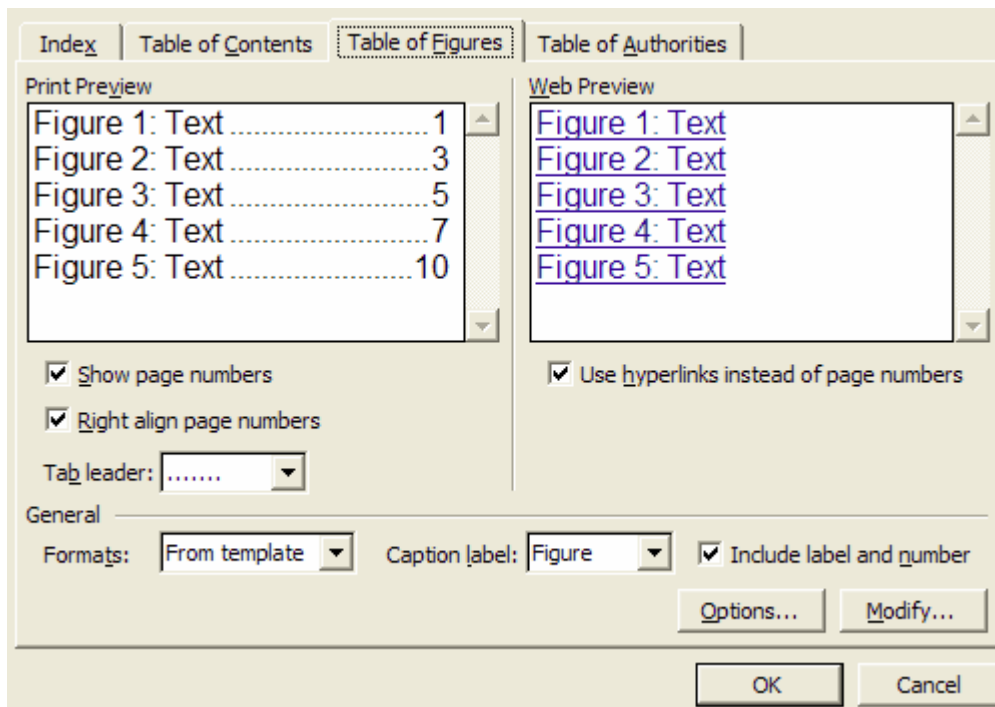 Index Table of Contents Table of Figures Table of Authorities
Print Preview
Figure 1: Text ........................1
Figure 2: Text ........................3
Figure 3: Text ........................5
Figure 4: Text ........................7
Figure 5: Text ......................10
Show page numbers
Right align page numbers
Tab leader: .......
Web Preview
Figure 1: Text
Figure 2: Text
Figure 3: Text
Figure 4: Text
Figure 5: Text
Use hyperlinks instead of page numbers
General
Formats: From template Caption label: Figure Include label and number
Options... Modify...
OK Cancel